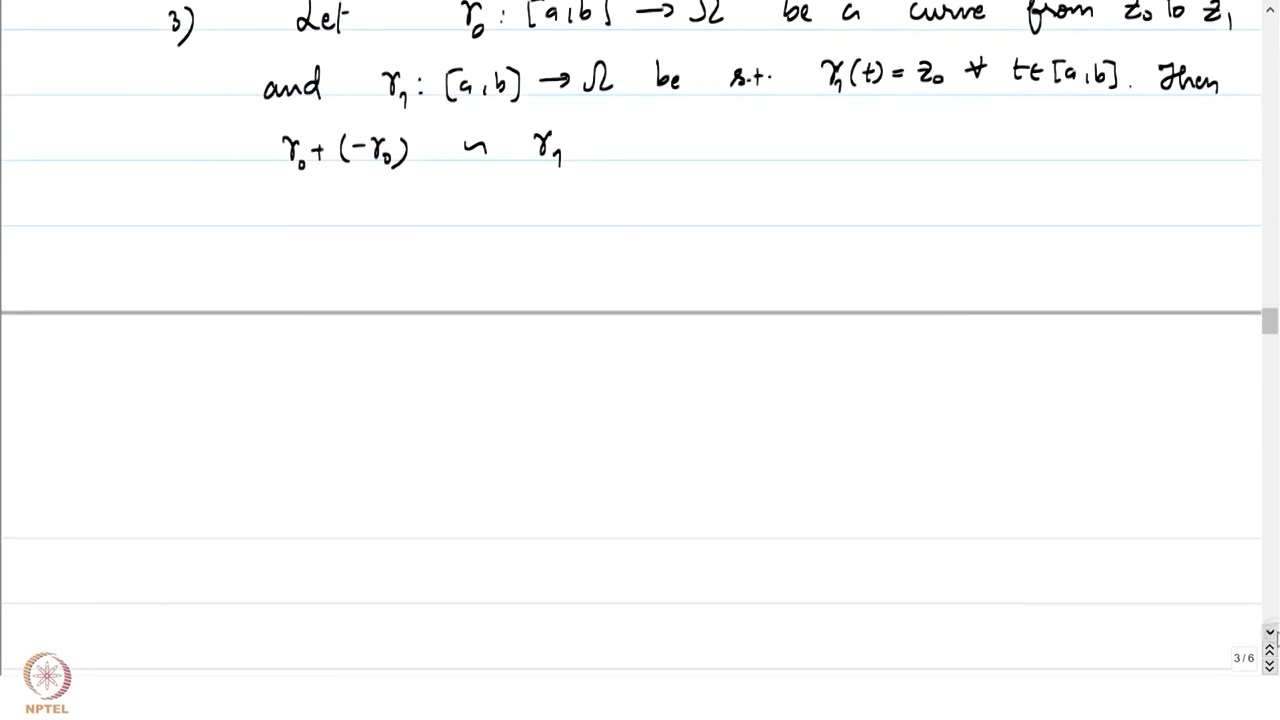 3) Let γ₀ : [a,b] → Ω be a curve from z₀ to z₁
and γ₁ : [a,b] → Ω be s.t. γ₁(t) = z₀ ∀ t∈[a,b]. Then
γ₀ + (-γ₀) ~ γ₁
3 / 6
NPTEL